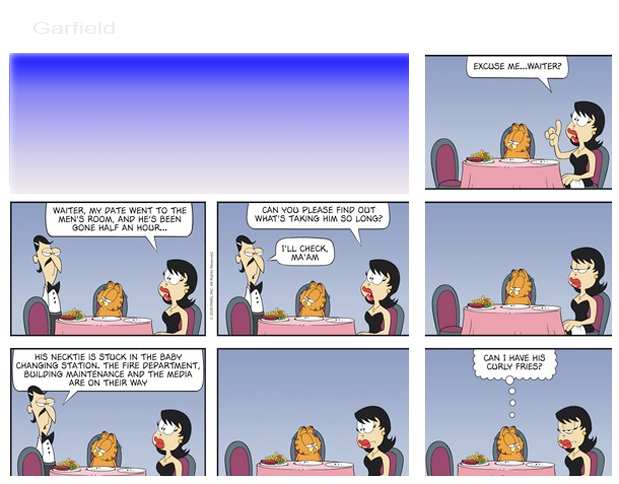 Garfield
EXCUSE ME...WAITER?
WAITER, MY DATE WENT TO THE
MEN'S ROOM, AND HE'S BEEN
GONE HALF AN HOUR...
CAN YOU PLEASE FIND OUT
WHAT'S TAKING HIM SO LONG?
I'LL CHECK,
MA'AM
HIS NECKTIE IS STUCK IN THE BABY
CHANGING STATION. THE FIRE DEPARTMENT,
BUILDING MAINTENANCE AND THE MEDIA
ARE ON THEIR WAY
CAN I HAVE HIS
CURLY FRIES?